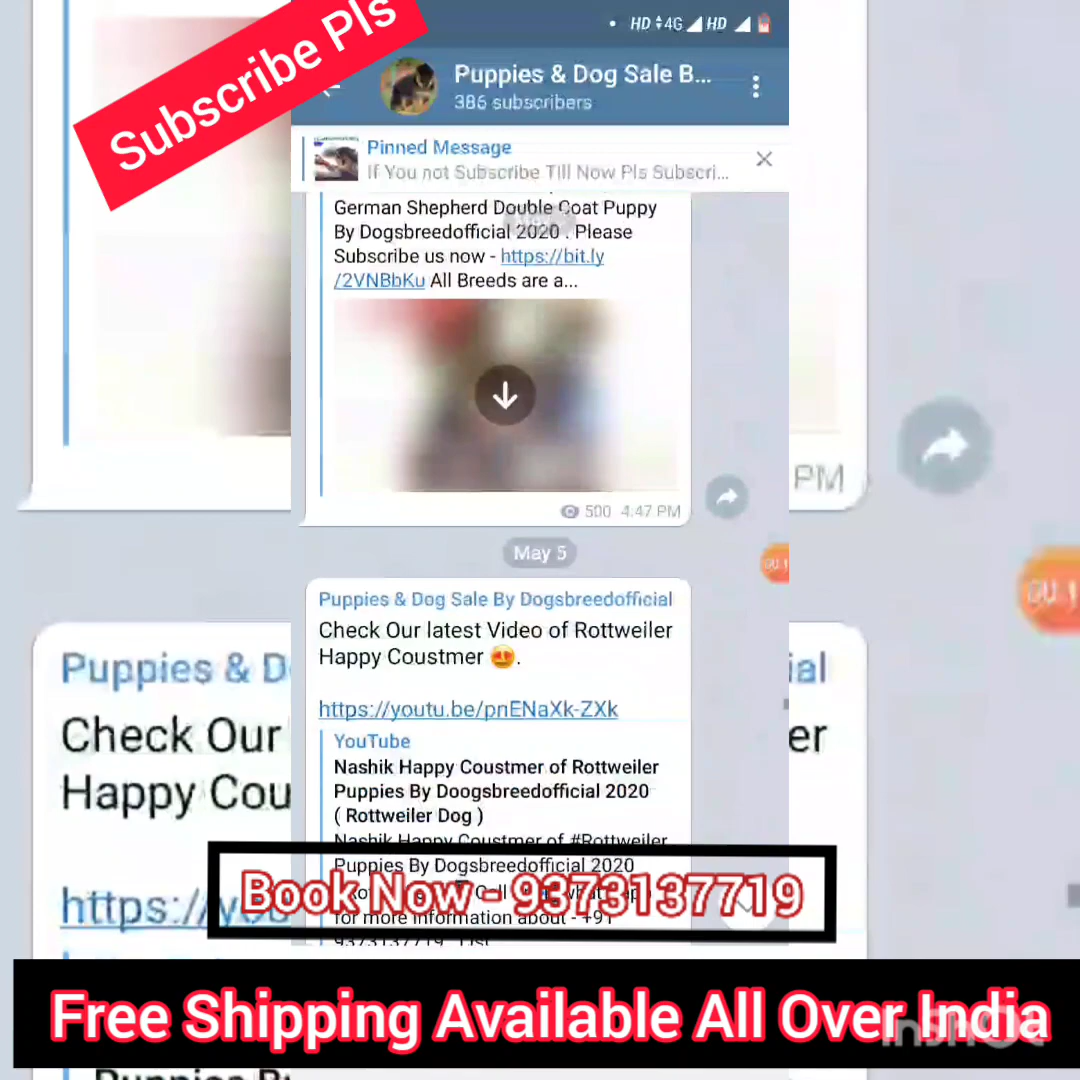 Subscribe Pls
HD 4G HD
Puppies & Dog Sale B...
386 subscribers
Pinned Message
If You not Subscribe Till Now Pls Subscri...
German Shepherd Double Coat Puppy
By Dogsbreedofficial 2020 . Please
Subscribe us now - https://bit.ly
/2VNBbKu All Breeds are a...
500 4:47 PM
PM
May 5
Puppies & Dog Sale By Dogsbreedofficial
Check Our latest Video of Rottweiler
Happy Coustmer 😍.
https://youtu.be/pnENaXk-ZXk
YouTube
Nashik Happy Coustmer of Rottweiler
Puppies By Doogsbreedofficial 2020
( Rottweiler Dog )
Nashik Happy Coustmer of #Rottweiler
Puppies By Dogsbreedofficial 2020
for more information about - +91
9373137719
Puppies & D
ial
Check Our
er
Happy Cou
https://you
Book Now - 9373137719
Free Shipping Available All Over India
InShOt